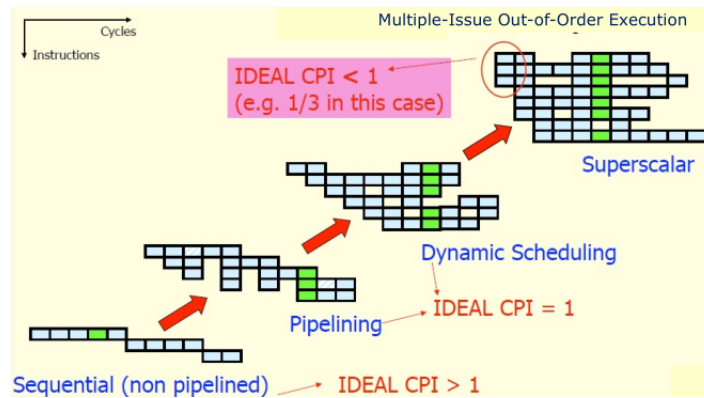 Multiple-Issue Out-of-Order Execution
Cycles
Instructions
IDEAL CPI < 1
(e.g. 1/3 in this case)
Superscalar
Dynamic Scheduling
IDEAL CPI = 1
Pipelining
Sequential (non pipelined)
IDEAL CPI > 1